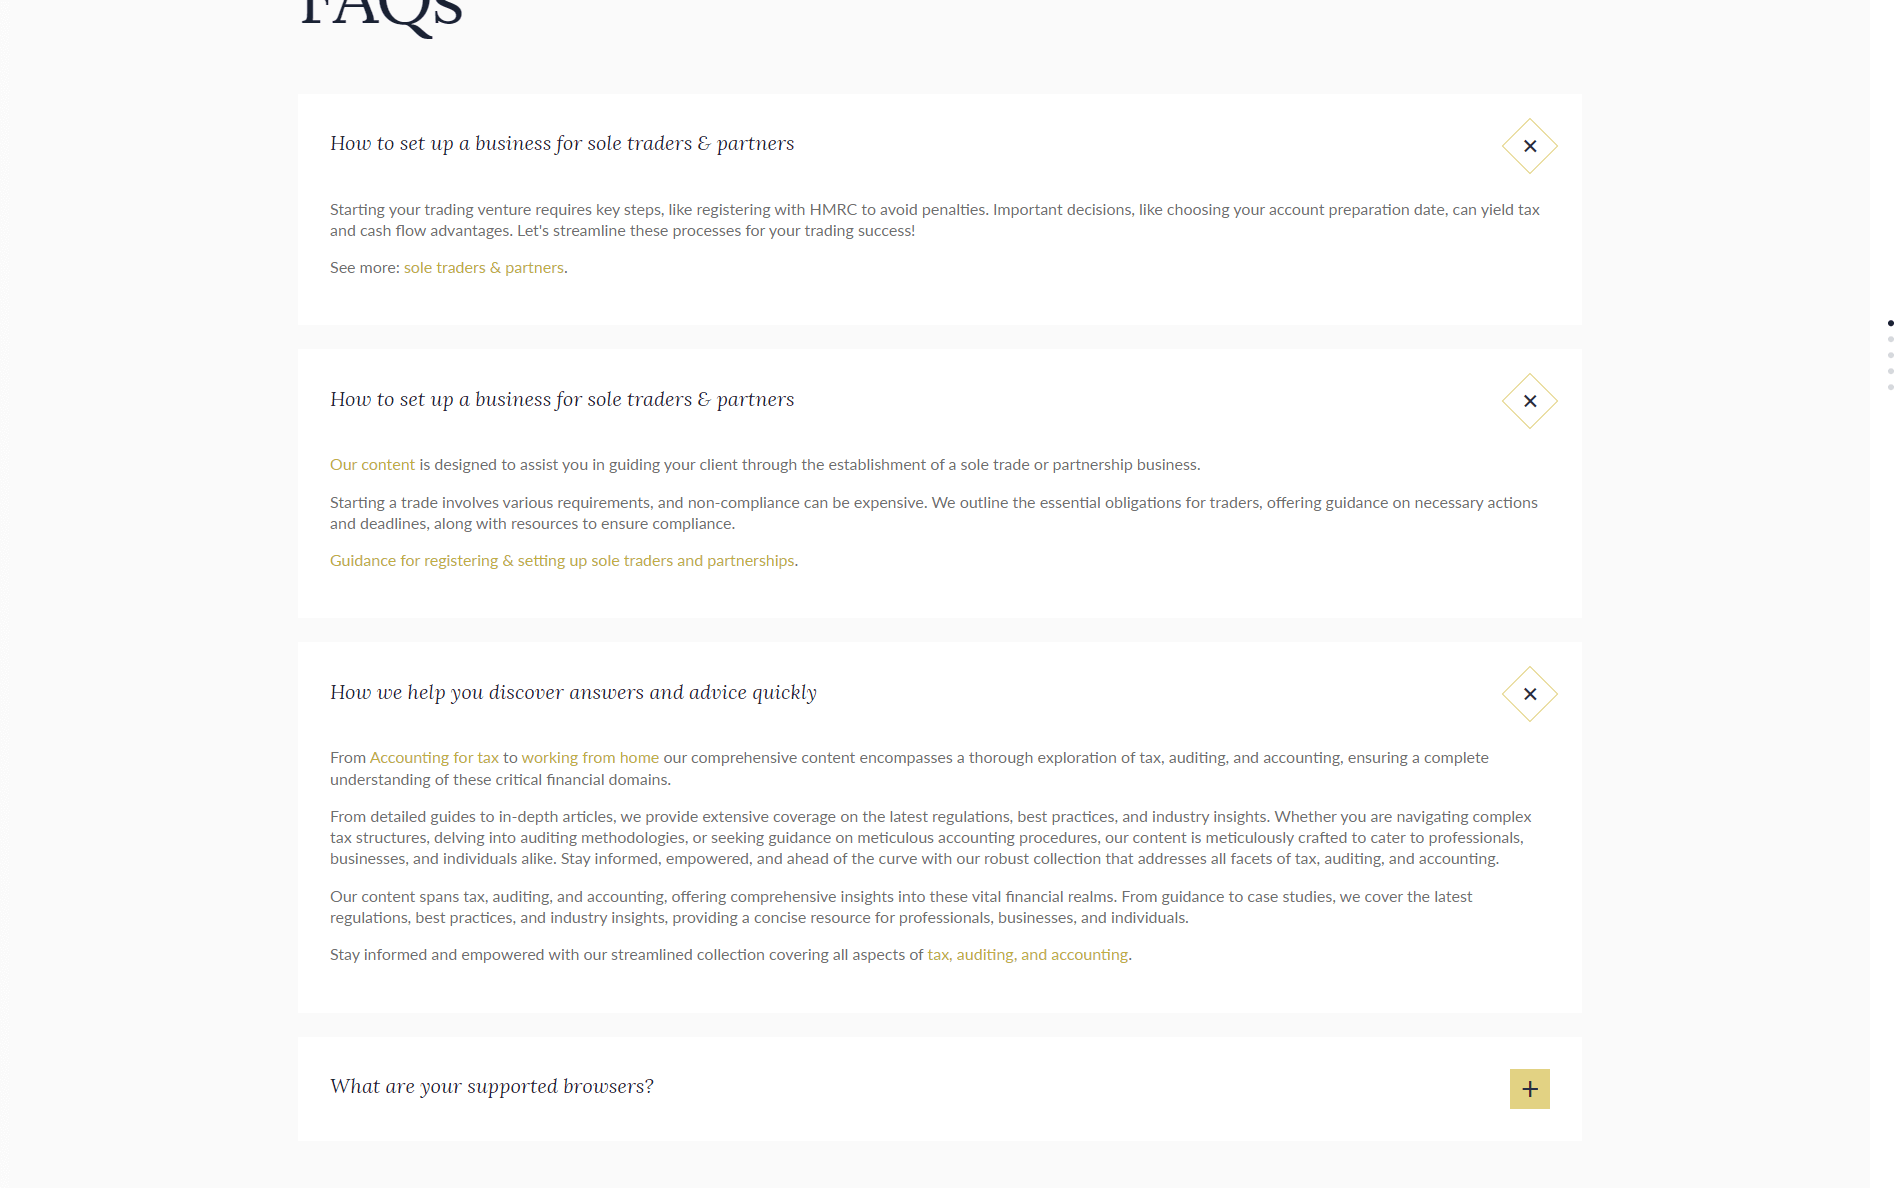 FAQs
How to set up a business for sole traders & partners
Starting your trading venture requires key steps, like registering with HMRC to avoid penalties. Important decisions, like choosing your account preparation date, can yield tax
and cash flow advantages. Let's streamline these processes for your trading success!
See more: sole traders & partners.
How to set up a business for sole traders & partners
Our content is designed to assist you in guiding your client through the establishment of a sole trade or partnership business.
Starting a trade involves various requirements, and non-compliance can be expensive. We outline the essential obligations for traders, offering guidance on necessary actions
and deadlines, along with resources to ensure compliance.
Guidance for registering & setting up sole traders and partnerships.
How we help you discover answers and advice quickly
From Accounting for tax to working from home our comprehensive content encompasses a thorough exploration of tax, auditing, and accounting, ensuring a complete
understanding of these critical financial domains.
From detailed guides to in-depth articles, we provide extensive coverage on the latest regulations, best practices, and industry insights. Whether you are navigating complex
tax structures, delving into auditing methodologies, or seeking guidance on meticulous accounting procedures, our content is meticulously crafted to cater to professionals,
businesses, and individuals alike. Stay informed, empowered, and ahead of the curve with our robust collection that addresses all facets of tax, auditing, and accounting.
Our content spans tax, auditing, and accounting, offering comprehensive insights into these vital financial realms. From guidance to case studies, we cover the latest
regulations, best practices, and industry insights, providing a concise resource for professionals, businesses, and individuals.
Stay informed and empowered with our streamlined collection covering all aspects of tax, auditing, and accounting.
What are your supported browsers?